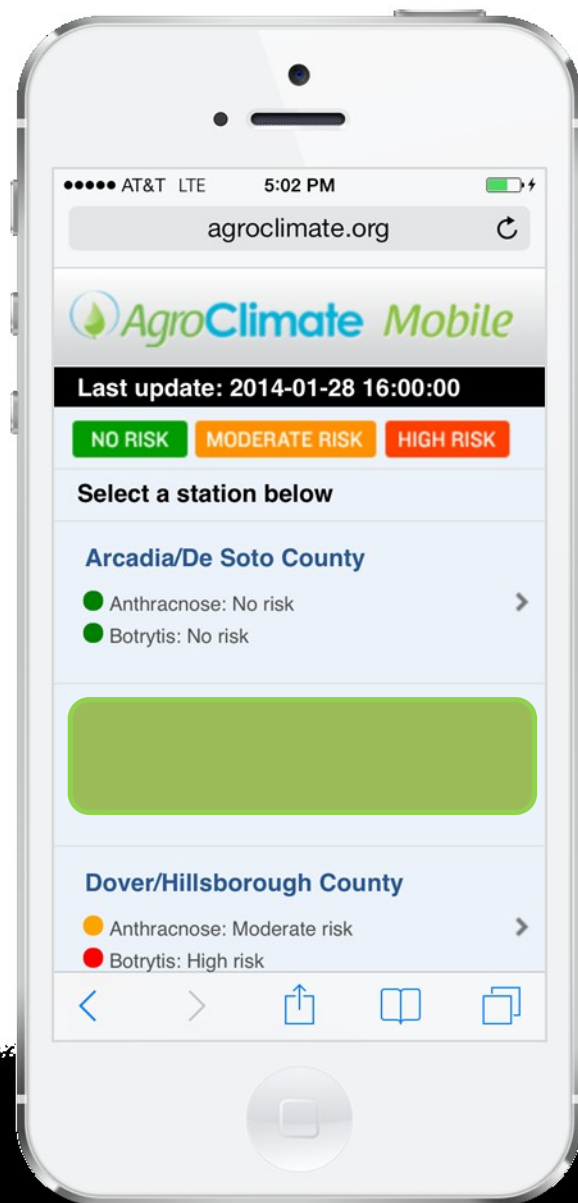 AT&T LTE 5:02 PM
agroclimate.org
AgroClimate Mobile
Last update: 2014-01-28 16:00:00
NO RISK MODERATE RISK HIGH RISK
Select a station below
Arcadia/De Soto County
Anthracnose: No risk
Botrytis: No risk
Dover/Hillsborough County
Anthracnose: Moderate risk
Botrytis: High risk